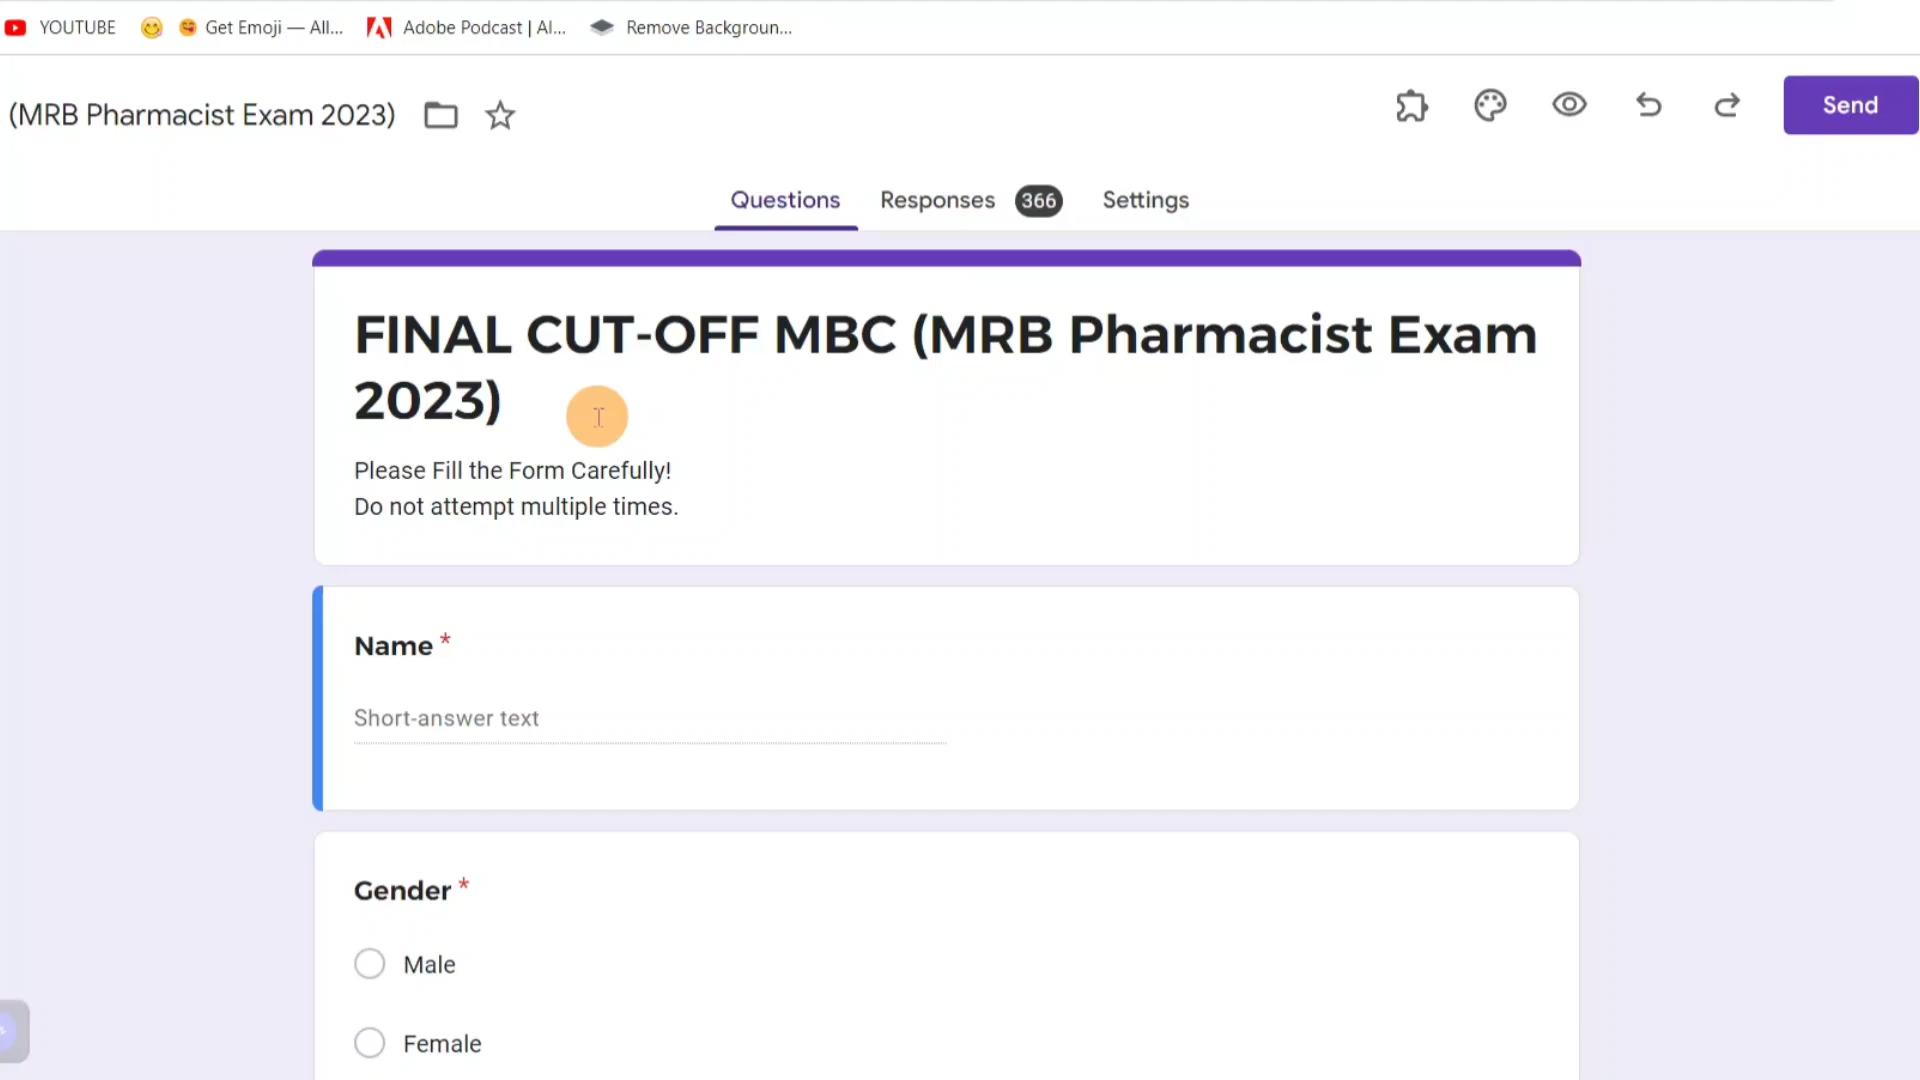 YOUTUBE
Get Emoji — All...
Adobe Podcast | AI...
Remove Backgroun...
(MRB Pharmacist Exam 2023)
Send
Questions
Responses 366
Settings
FINAL CUT-OFF MBC (MRB Pharmacist Exam
2023)
Please Fill the Form Carefully!
Do not attempt multiple times.
Name *
Short-answer text
Gender *
Male
Female